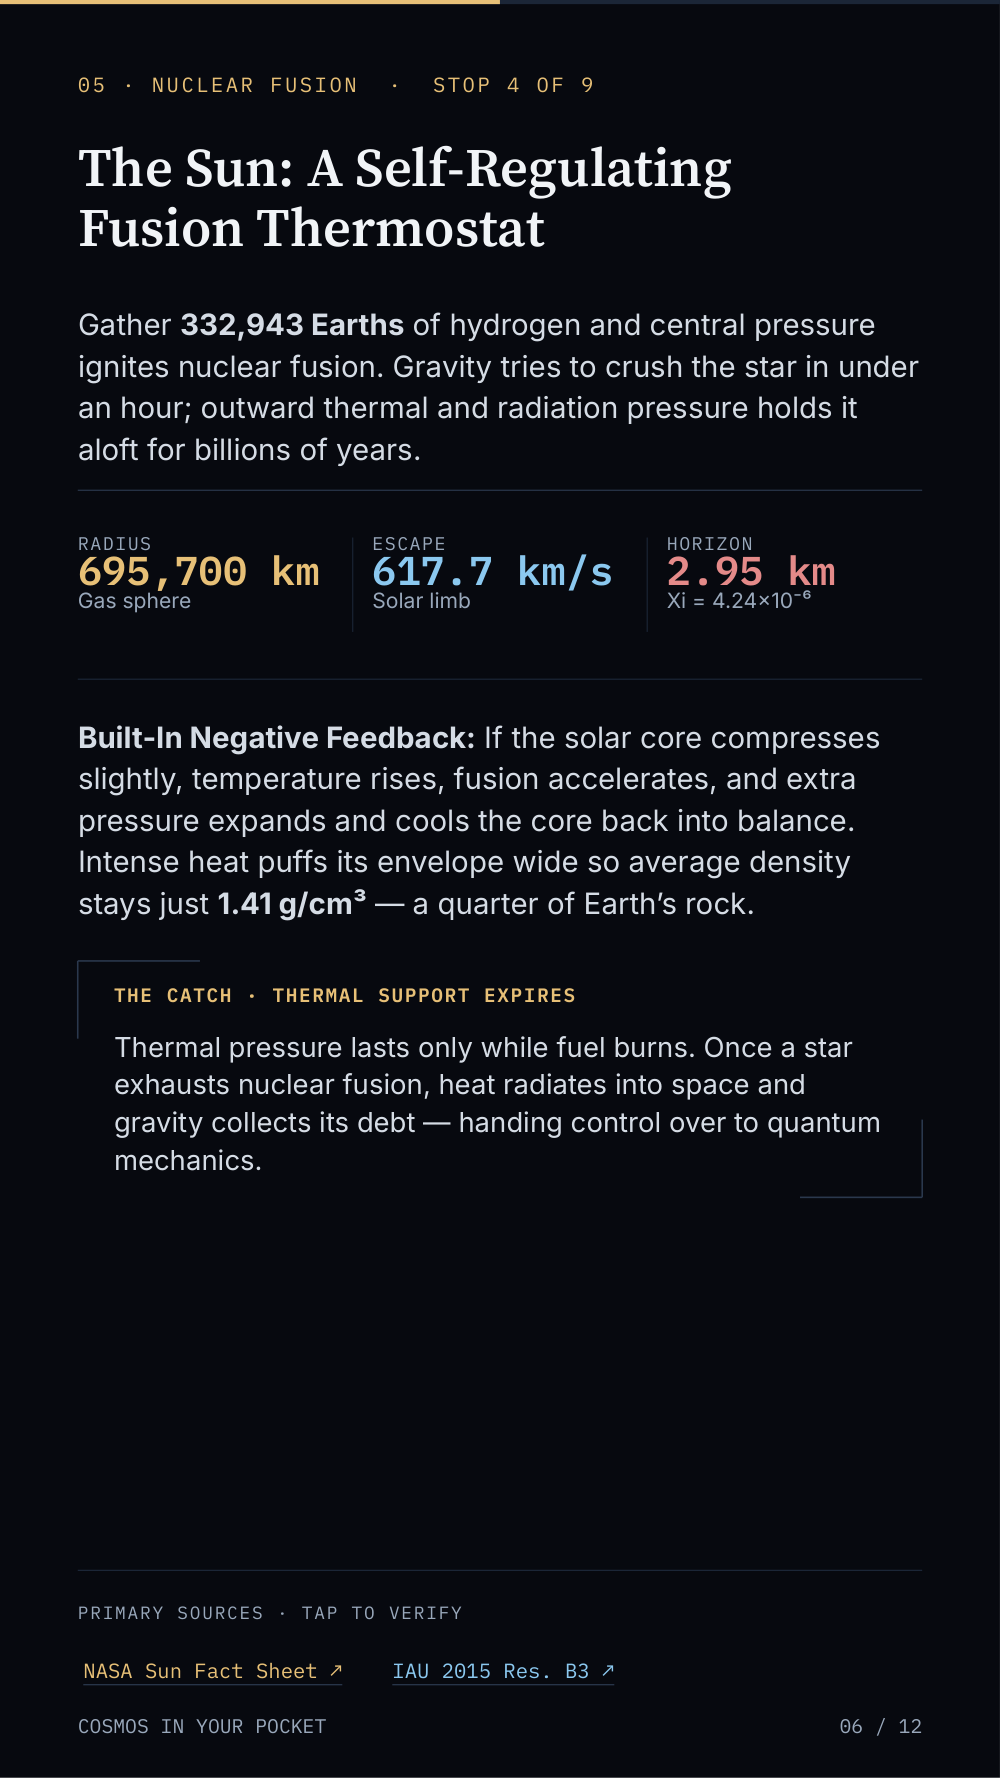 05 · NUCLEAR FUSION · STOP 4 OF 9
The Sun: A Self-Regulating
Fusion Thermostat
Gather 332,943 Earths of hydrogen and central pressure
ignites nuclear fusion. Gravity tries to crush the star in under
an hour; outward thermal and radiation pressure holds it
aloft for billions of years.
RADIUS
695,700 km
Gas sphere
ESCAPE
617.7 km/s
Solar limb
HORIZON
2.95 km
Xi = 4.24×10⁻⁶
Built-In Negative Feedback: If the solar core compresses
slightly, temperature rises, fusion accelerates, and extra
pressure expands and cools the core back into balance.
Intense heat puffs its envelope wide so average density
stays just 1.41 g/cm³ — a quarter of Earth’s rock.
THE CATCH · THERMAL SUPPORT EXPIRES
Thermal pressure lasts only while fuel burns. Once a star
exhausts nuclear fusion, heat radiates into space and
gravity collects its debt — handing control over to quantum
mechanics.
PRIMARY SOURCES · TAP TO VERIFY
NASA Sun Fact Sheet ↗ IAU 2015 Res. B3 ↗
COSMOS IN YOUR POCKET 06 / 12